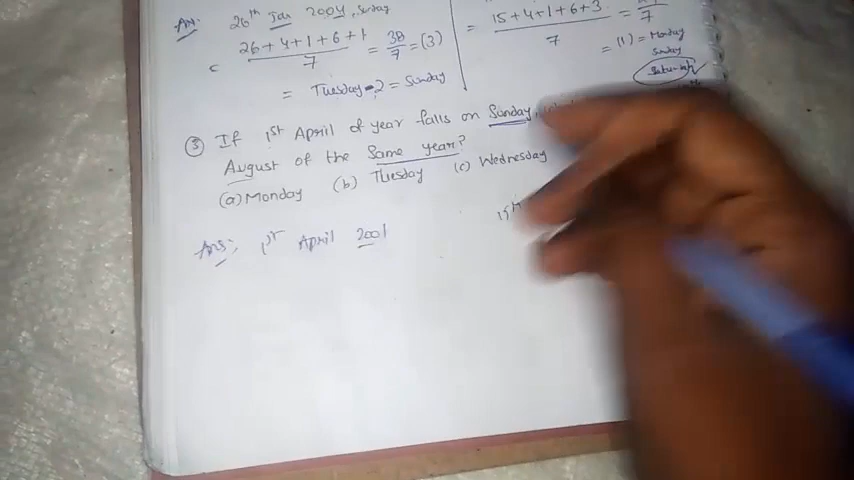 Ans: 26th Jan 2004, Sunday
= 26+4+1+6+1 / 7 = 38/7 = (3)
= Tuesday-2 = Sunday
= 15+4+1+6+3 / 7 = /7
= (1) = Monday
Sunday
Saturday ✓
③ If 1st April of year falls on Sunday,
August of the Same year?
(a) Monday (b) Tuesday (c) Wednesday
Ans: 1st April 2001
15th